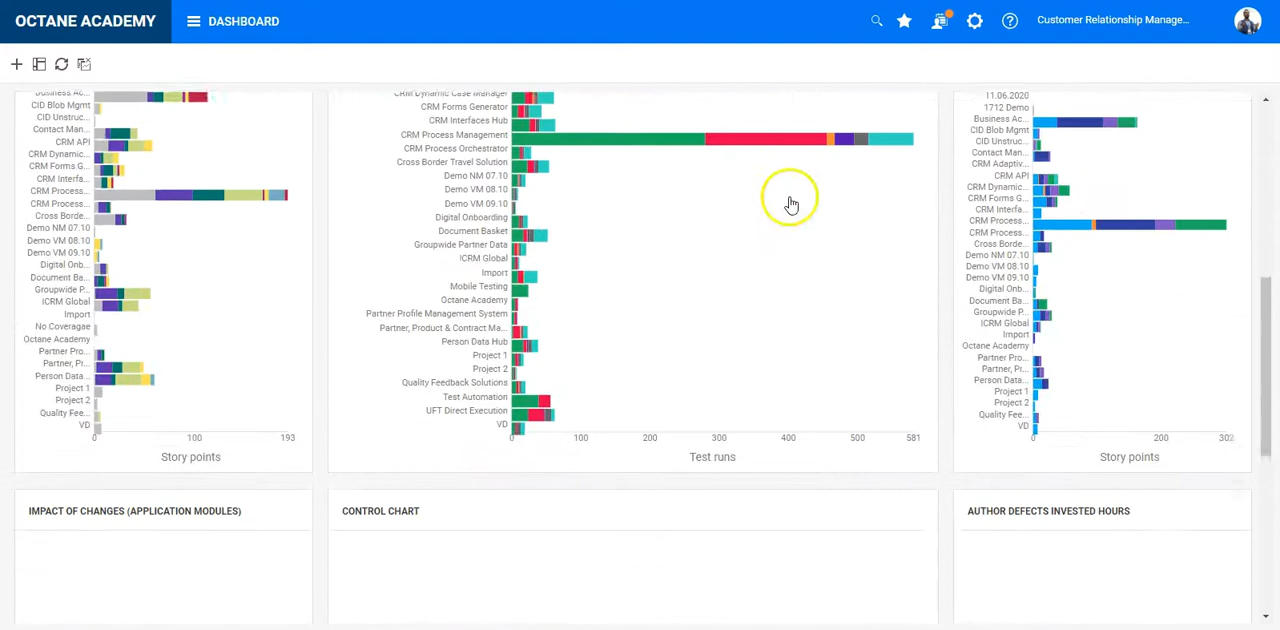 OCTANE ACADEMY
DASHBOARD
Customer Relationship Manage...
Business Ac...
CID Blob Mgmt
CID Unstruc...
Contact Man...
CRM API
CRM Dynamic...
CRM Forms G...
CRM Interfa...
CRM Process...
CRM Process...
Cross Borde...
Demo NM 07.10
Demo VM 08.10
Demo VM 09.10
Digital Onb...
Document Ba...
Groupwide P...
ICRM Global
Import
No Coveragae
Octane Academy
Partner Pro...
Partner, Pr...
Person Data...
Project 1
Project 2
Quality Fee...
VD
0 100 193
Story points
CRM Dynamic Case Manager
CRM Forms Generator
CRM Interfaces Hub
CRM Process Management
CRM Process Orchestrator
Cross Border Travel Solution
Demo NM 07.10
Demo VM 08.10
Demo VM 09.10
Digital Onboarding
Document Basket
Groupwide Partner Data
ICRM Global
Import
Mobile Testing
Octane Academy
Partner Profile Management System
Partner, Product & Contract Ma...
Person Data Hub
Project 1
Project 2
Quality Feedback Solutions
Test Automation
UFT Direct Execution
VD
0 100 200 300 400 500 581
Test runs
11.06.2020
1712 Demo
Business Ac...
CID Blob Mgmt
CID Unstruc...
Contact Man...
CRM Adaptiv...
CRM API
CRM Dynamic...
CRM Forms G...
CRM Interfa...
CRM Process...
CRM Process...
Cross Borde...
Demo NM 07.10
Demo VM 08.10
Demo VM 09.10
Digital Onb...
Document Ba...
Groupwide P...
ICRM Global
Import
Octane Academy
Partner Pro...
Partner, Pr...
Person Data...
Project 1
Project 2
Quality Fee...
VD
0 200 302
Story points
IMPACT OF CHANGES (APPLICATION MODULES)
CONTROL CHART
AUTHOR DEFECTS INVESTED HOURS